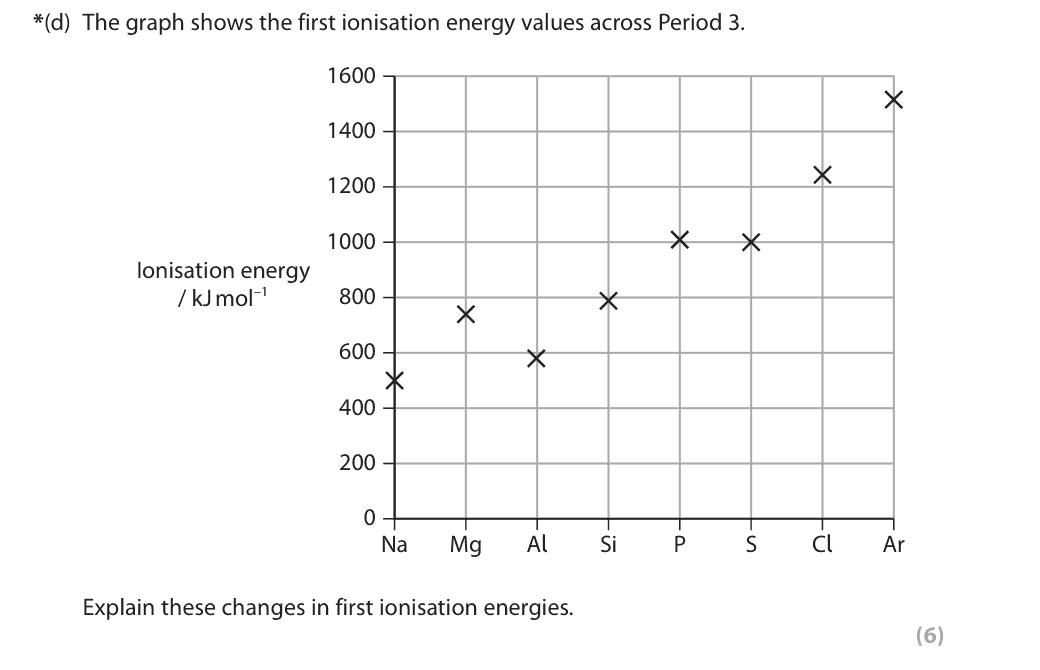 *(d) The graph shows the first ionisation energy values across Period 3.
1600
1400
1200
1000
Ionisation energy
/ kJ mol⁻¹
800
600
400
200
0
Na Mg Al Si P S Cl Ar
Explain these changes in first ionisation energies.
(6)